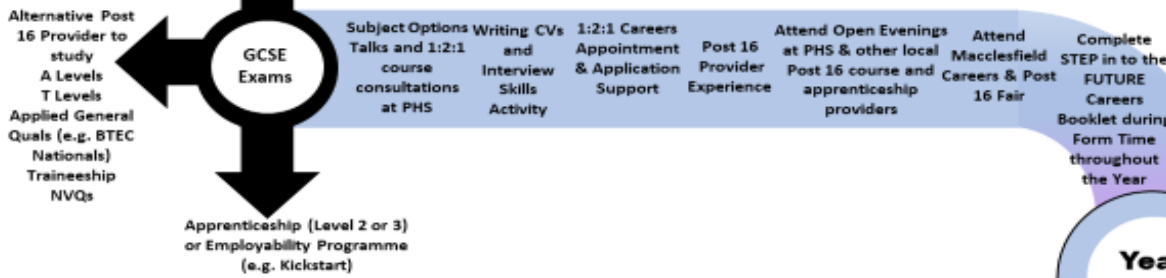 Alternative Post
16 Provider to
study
A Levels
T Levels
Applied General
Quals (e.g. BTEC
Nationals)
Traineeship
NVQs
GCSE
Exams
Apprenticeship (Level 2 or 3)
or Employability Programme
(e.g. Kickstart)
Subject Options
Talks and 1:2:1
course
consultations
at PHS
Writing CVs
and
Interview
Skills
Activity
1:2:1 Careers
Appointment
& Application
Support
Post 16
Provider
Experience
Attend Open Evenings
at PHS & other local
Post 16 course and
apprenticeship
providers
Attend
Macclesfield
Careers & Post
16 Fair
Complete
STEP in to the
FUTURE
Careers
Booklet during
Form Time
throughout
the Year
Yea